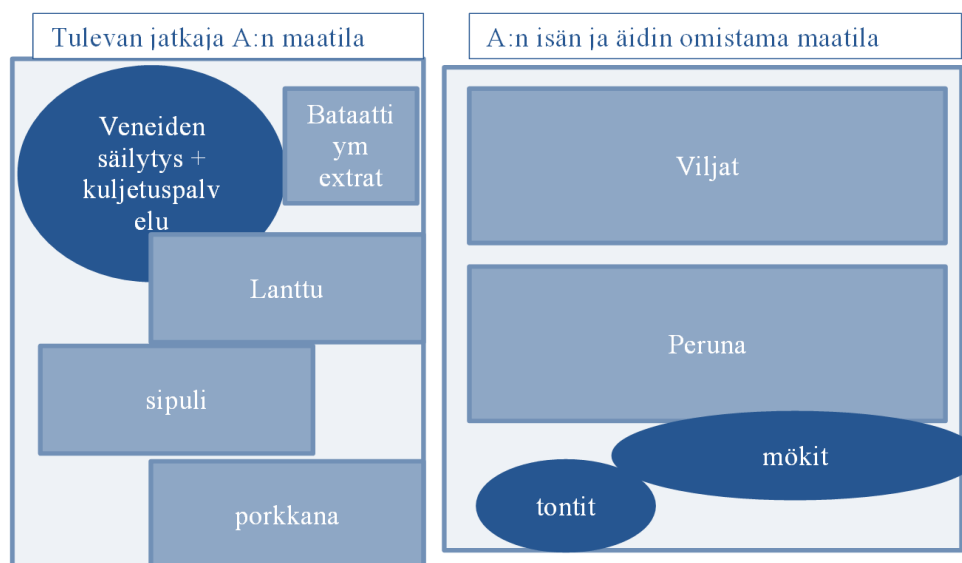 Tulevan jatkaja A:n maatila
A:n isän ja äidin omistama maatila
Veneiden
säilytys +
kuljetuspalv
elu
Bataatti
ym
extrat
Lanttu
sipuli
porkkana
Viljat
Peruna
mökit
tontit